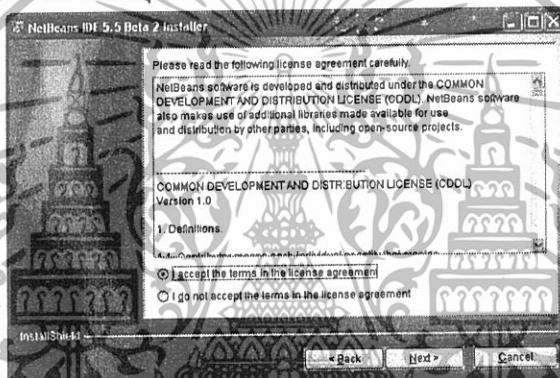 NetBeans IDE 5.5 Beta 2 Installer
Please read the following license agreement carefully.
NetBeans software is developed and distributed under the COMMON
DEVELOPMENT AND DISTRIBUTION LICENSE (CDDL). NetBeans software
also makes use of additional libraries made available for use
and distribution by other parties, including open-source projects.
COMMON DEVELOPMENT AND DISTRIBUTION LICENSE (CDDL)
Version 1.0
1. Definitions.
I accept the terms in the license agreement
I do not accept the terms in the license agreement
InstallShield
< Back Next > Cancel